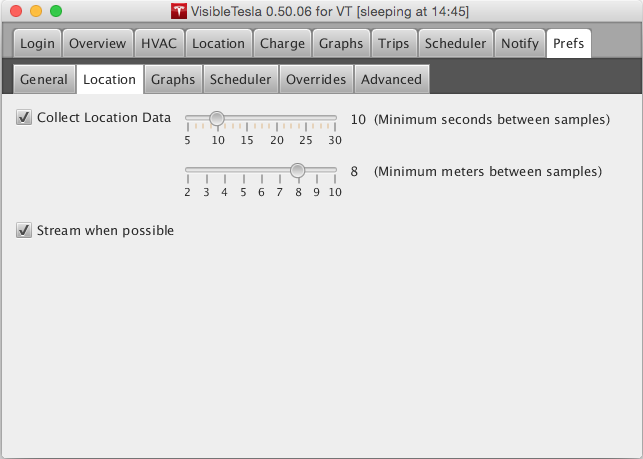 VisibleTesla 0.50.06 for VT [sleeping at 14:45]
Login Overview HVAC Location Charge Graphs Trips Scheduler Notify Prefs
General Location Graphs Scheduler Overrides Advanced
Collect Location Data 10 (Minimum seconds between samples)
5 10 15 20 25 30
8 (Minimum meters between samples)
2 3 4 5 6 7 8 9 10
Stream when possible